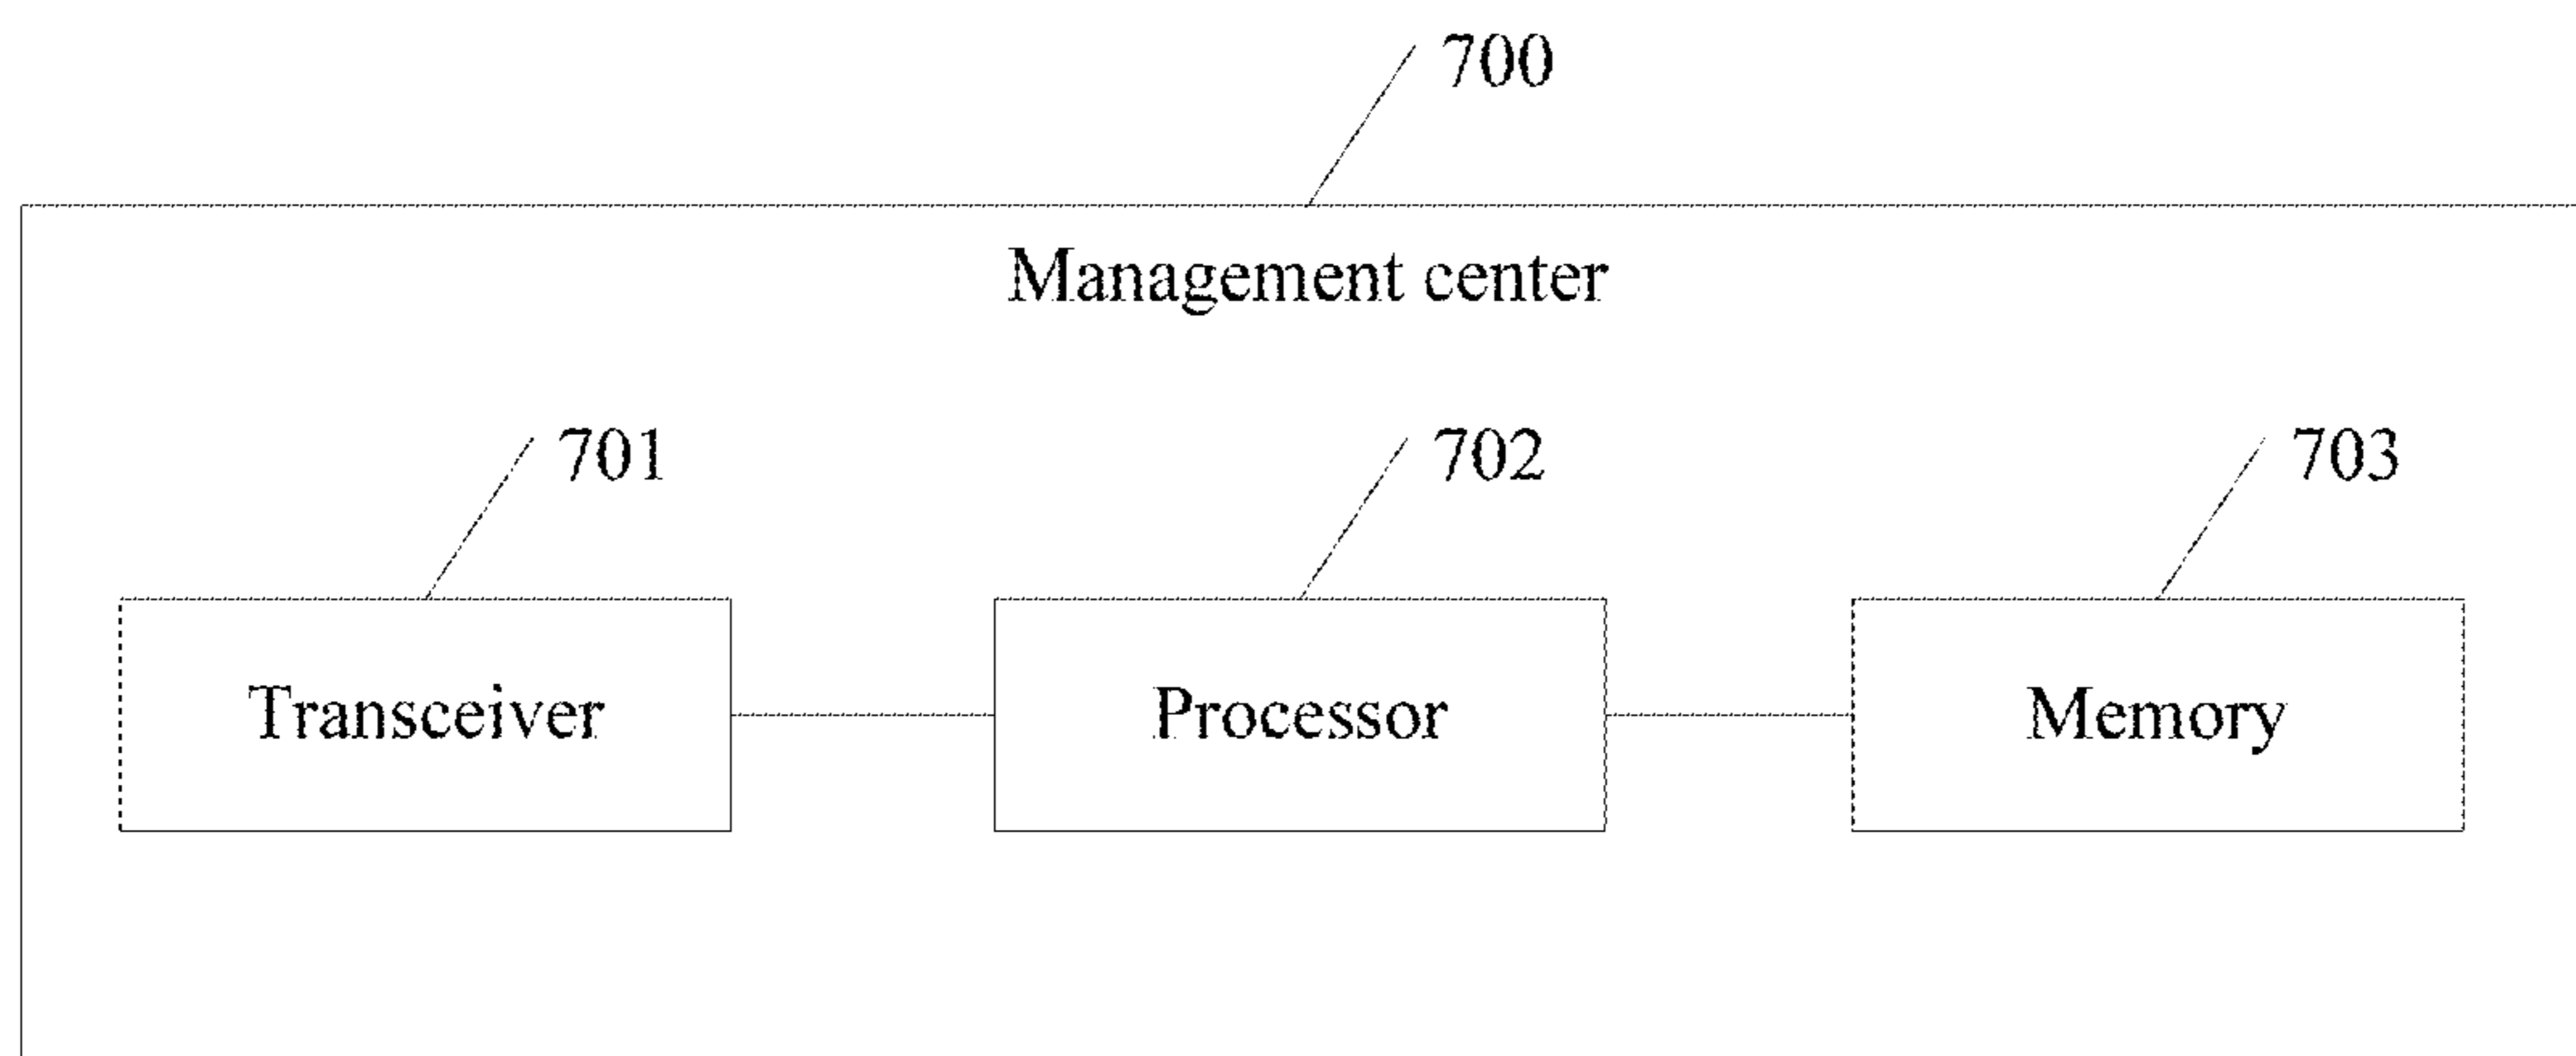 700
Management center
701
702
703
Transceiver
Processor
Memory